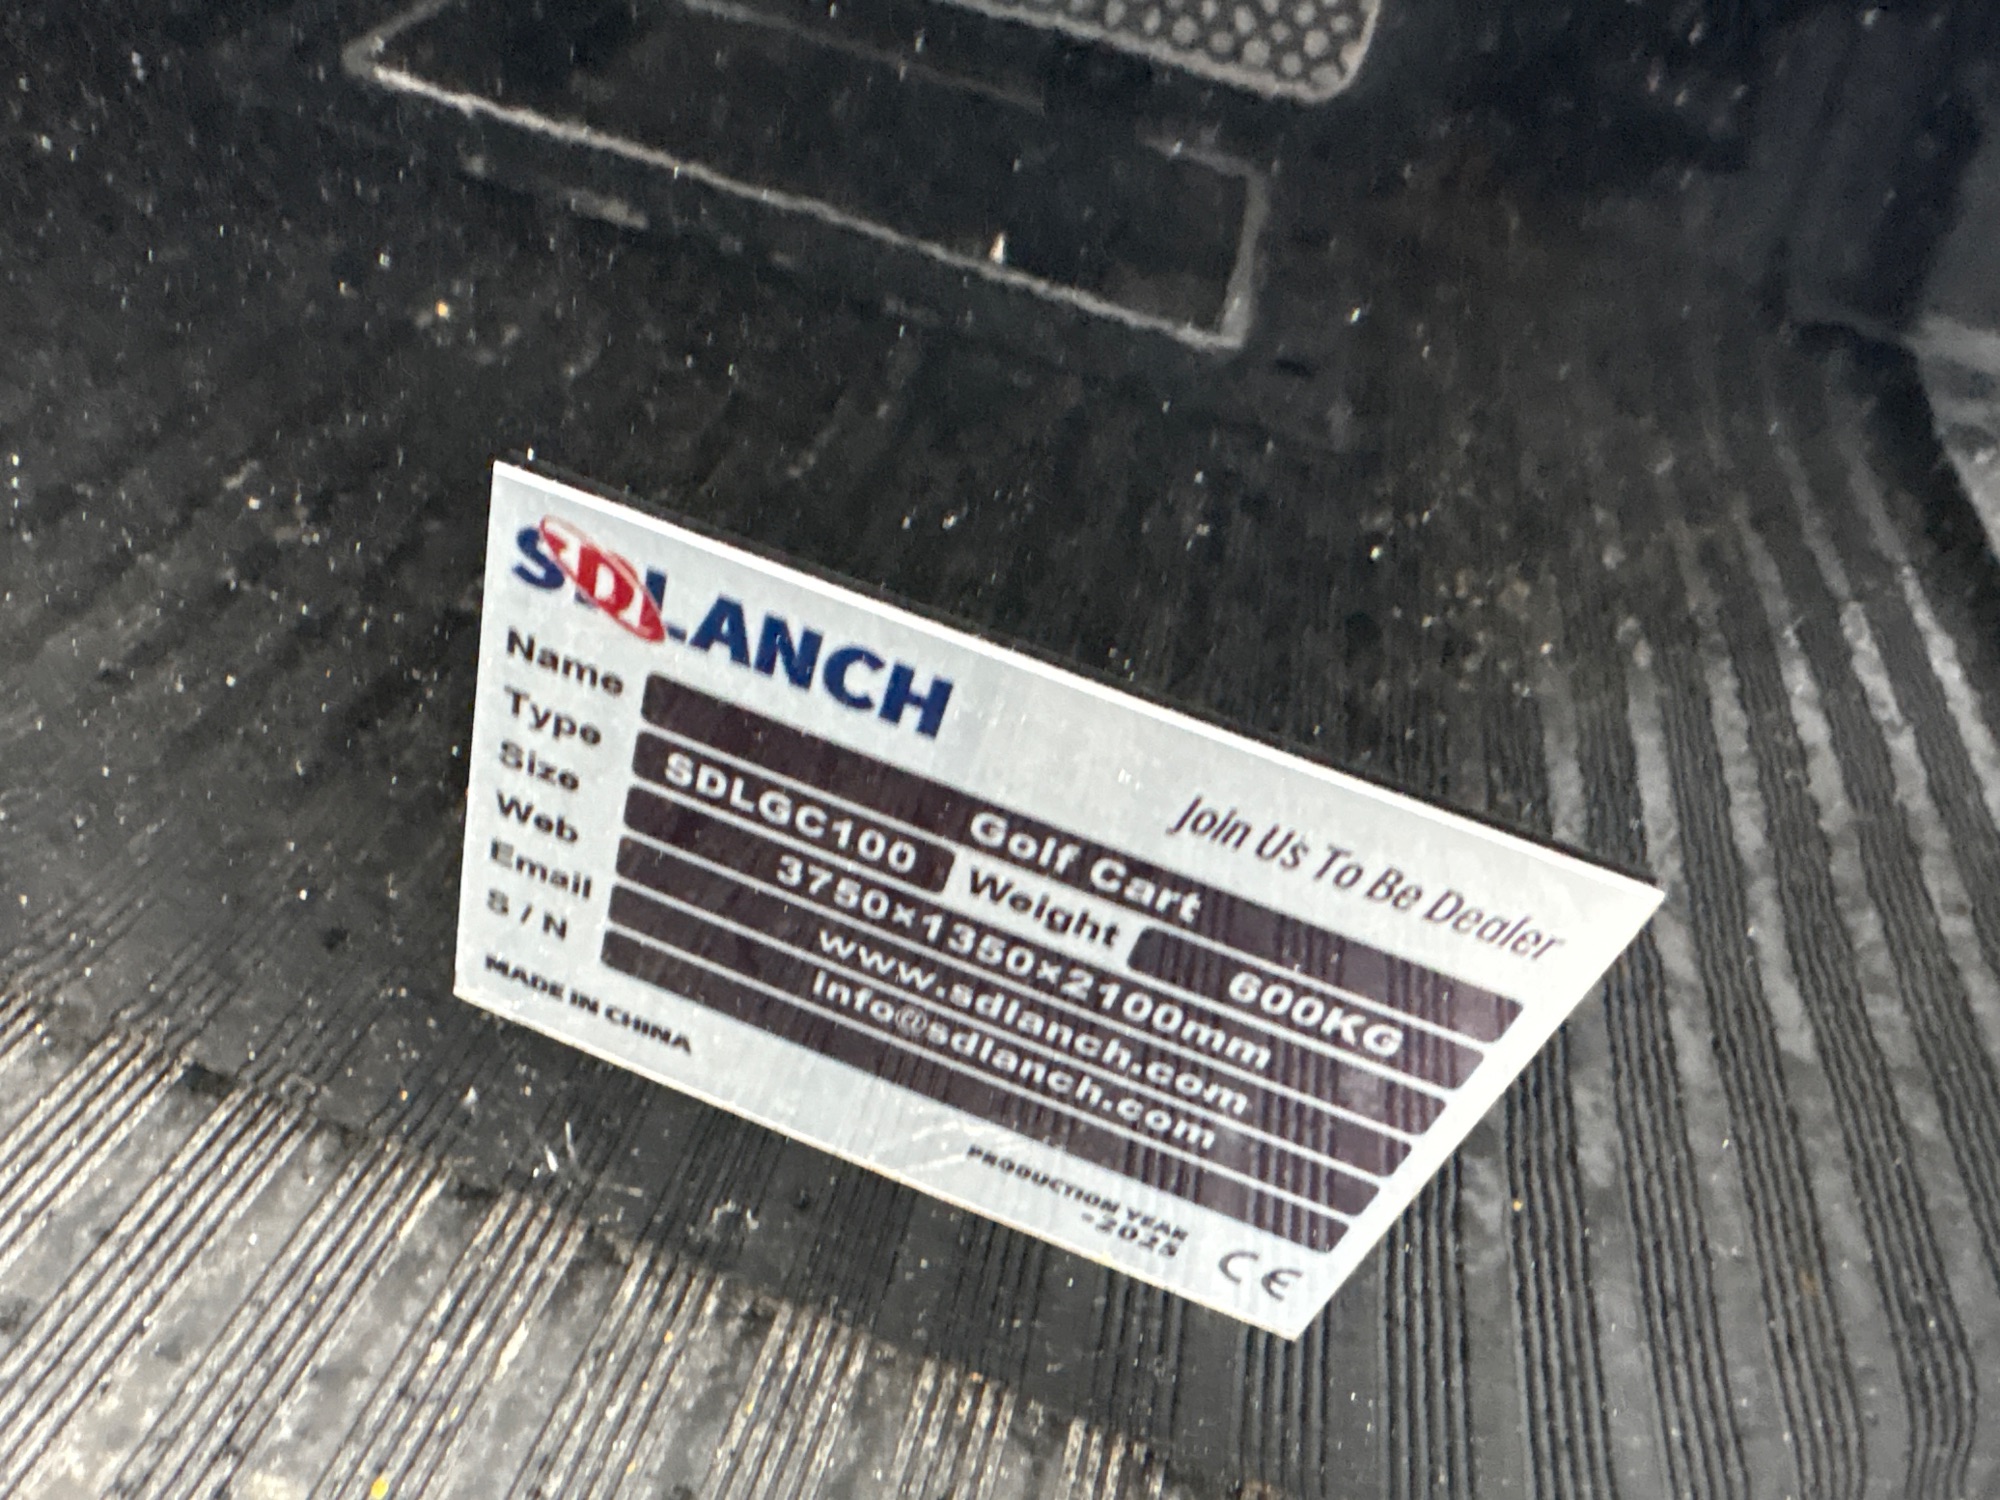 SDLANCH
Join Us To Be Dealer
Name Golf Cart
Type SDLGC100 Weight 600KG
Size 3750×1350×2100mm
Web www.sdlanch.com
Email Info@sdlanch.com
S / N
MADE IN CHINA
PRODUCTION YEAR
-2025
CE